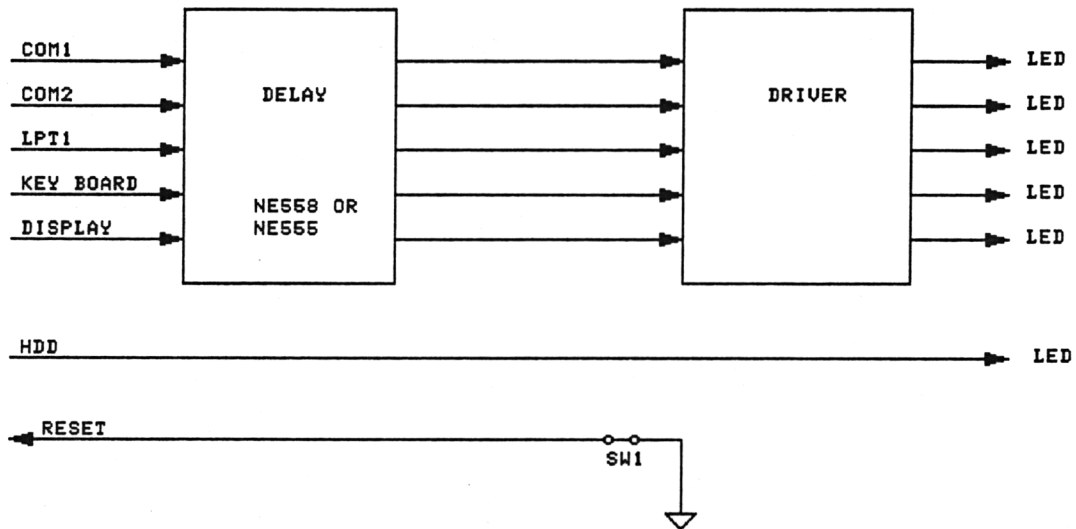 COM1
COM2
LPT1
KEY BOARD
DISPLAY
DELAY
NE558 OR
NE555
DRIVER
LED
LED
LED
LED
LED
HDD
LED
RESET
SW1